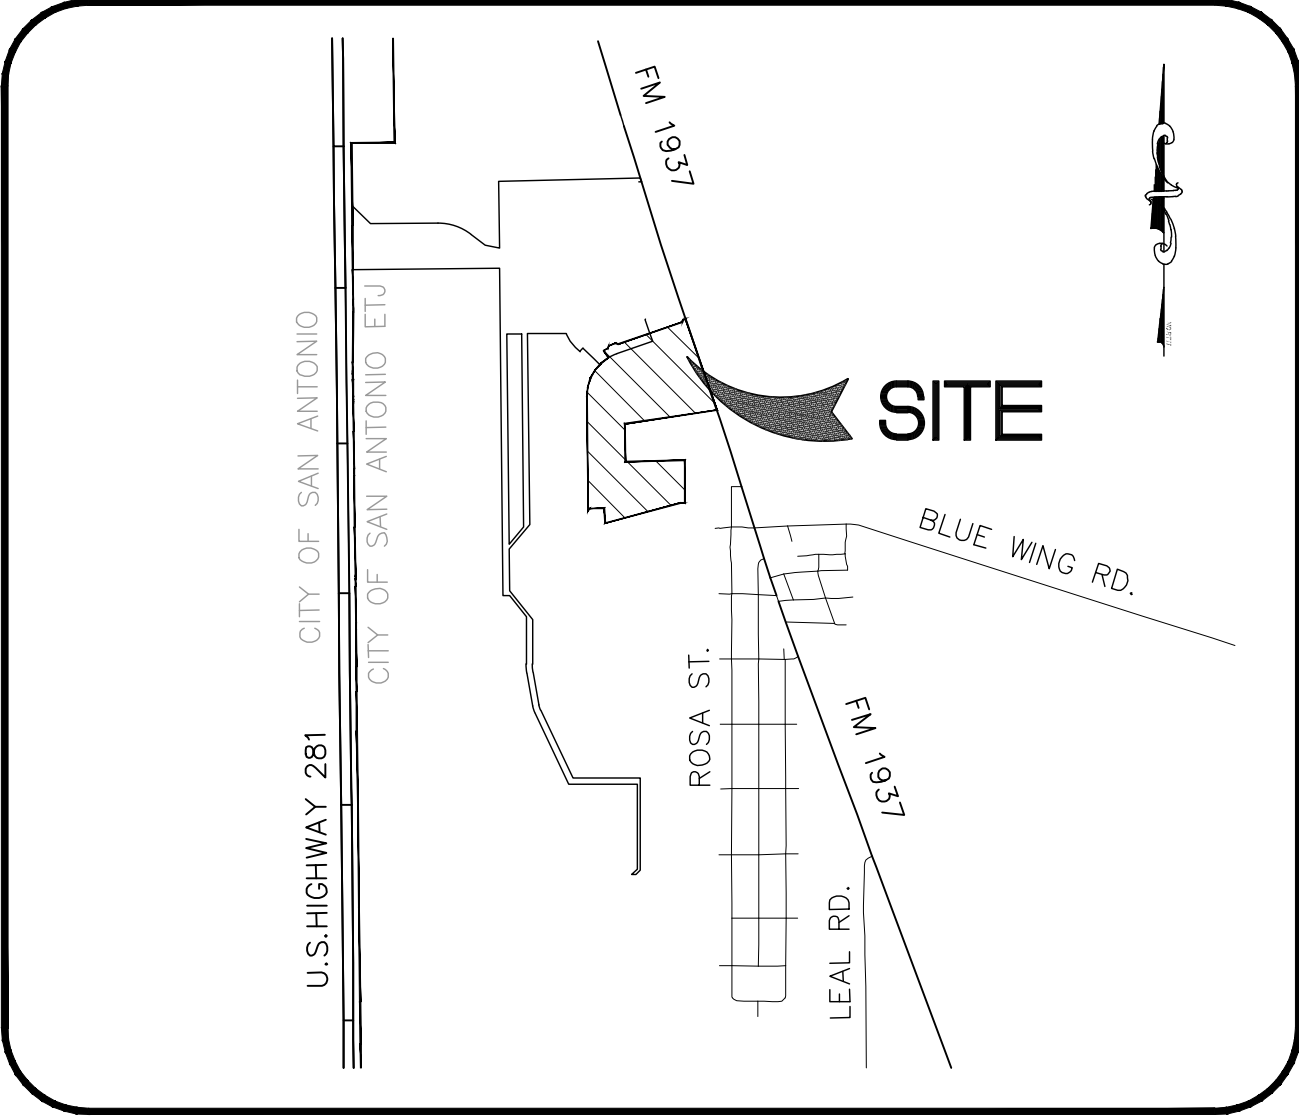 FM 1937
CITY OF SAN ANTONIO
CITY OF SAN ANTONIO ETJ
SITE
BLUE WING RD.
ROSA ST.
FM 1937
U.S.HIGHWAY 281
LEAL RD.